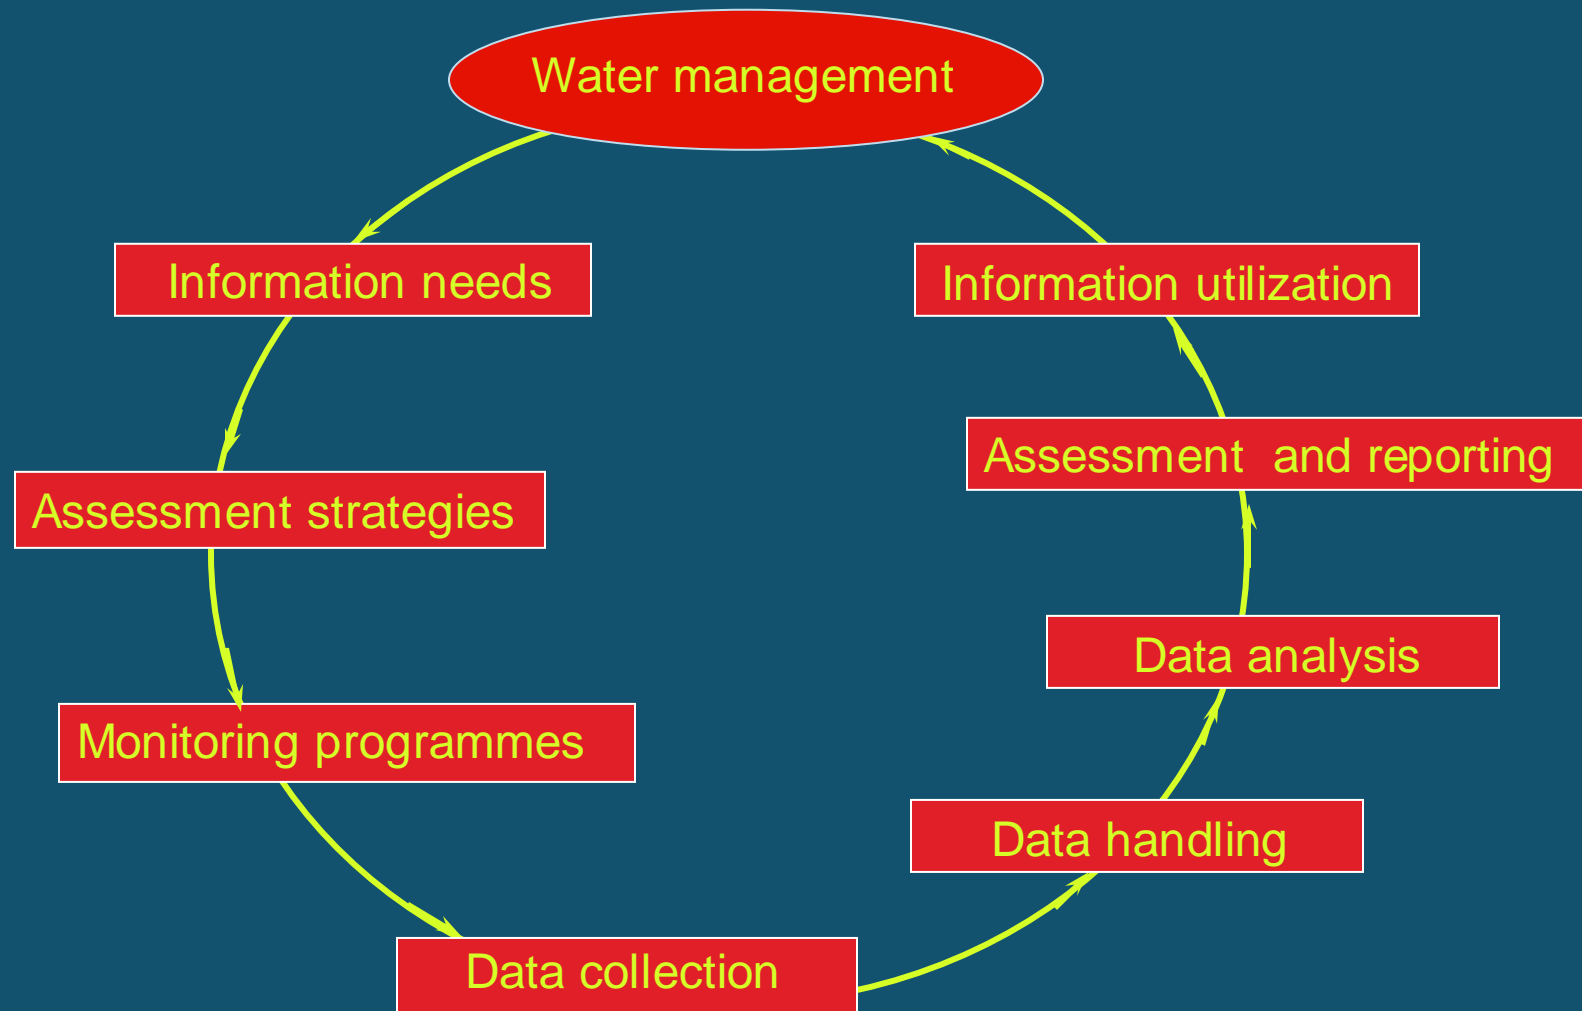 Water management
Information needs
Information utilization
Assessment and reporting
Assessment strategies
Data analysis
Monitoring programmes
Data handling
Data collection